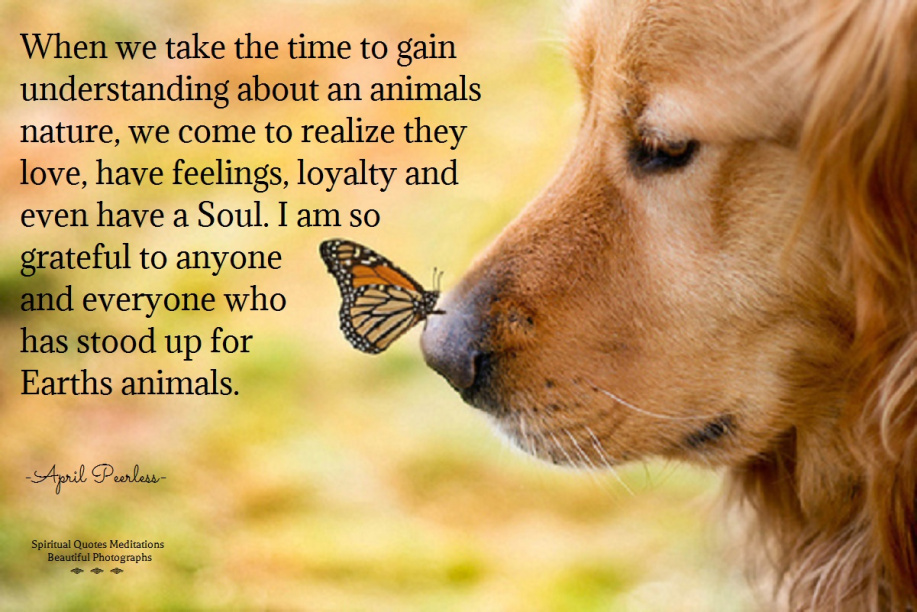 When we take the time to gain
understanding about an animals
nature, we come to realize they
love, have feelings, loyalty and
even have a Soul. I am so
grateful to anyone
and everyone who
has stood up for
Earths animals.
-April Peerless-
Spiritual Quotes Meditations
Beautiful Photographs